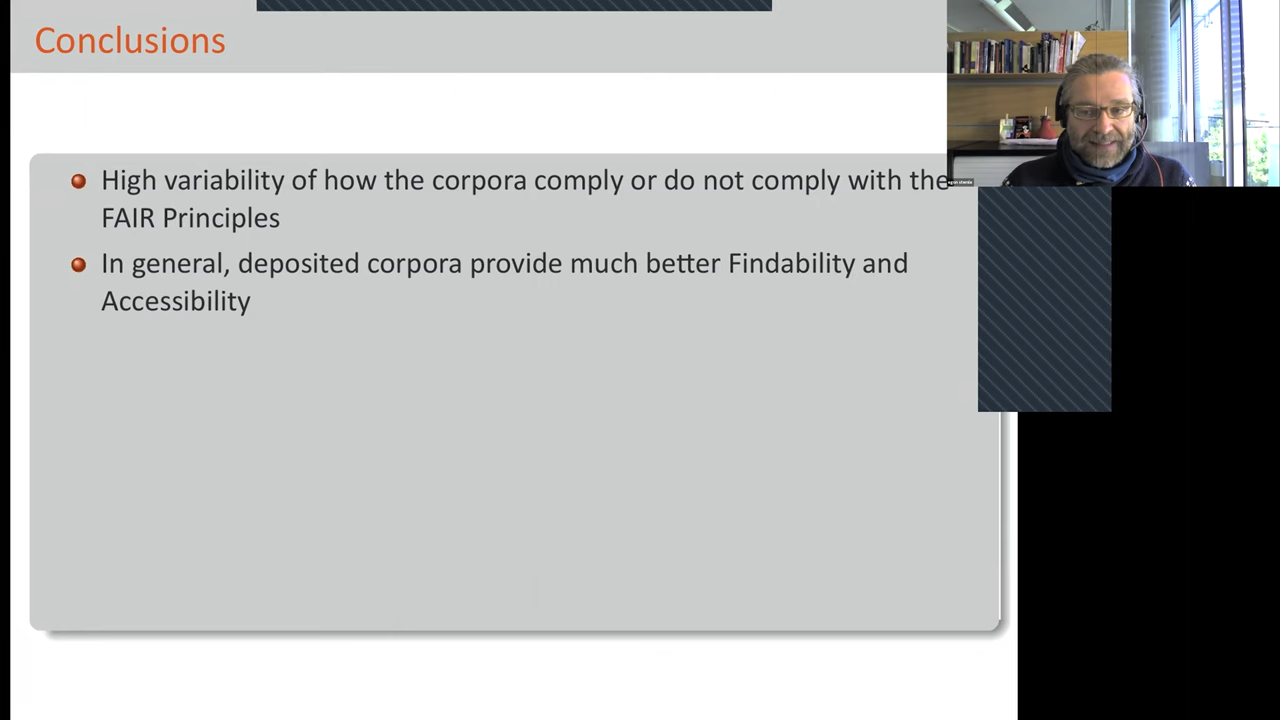 Conclusions
High variability of how the corpora comply or do not comply with the
FAIR Principles
In general, deposited corpora provide much better Findability and
Accessibility